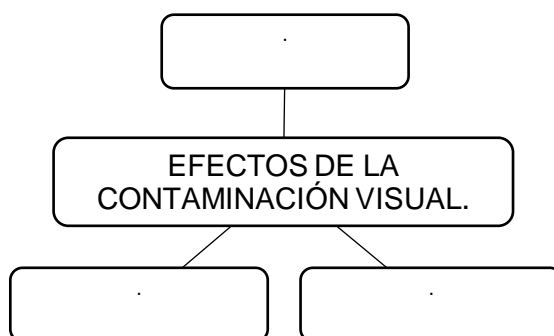 .
EFECTOS DE LA
CONTAMINACIÓN VISUAL.
.
.